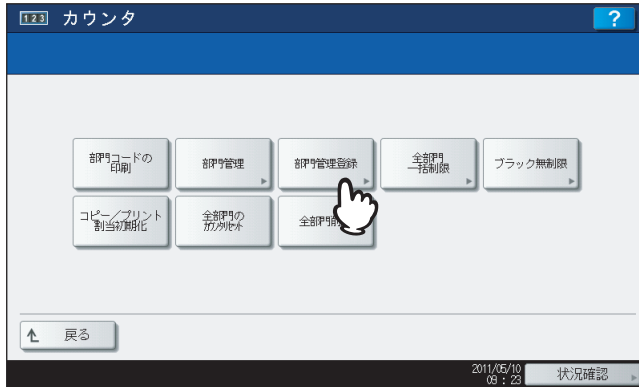 123 カウンタ
?
部門コードの
印刷
部門管理
部門管理登録
全部門
一括制限
ブラック無制限
コピー/プリント
割当初期化
全部門の
カウンタリセット
全部門
戻る
2011/05/10
09 : 23
状況確認